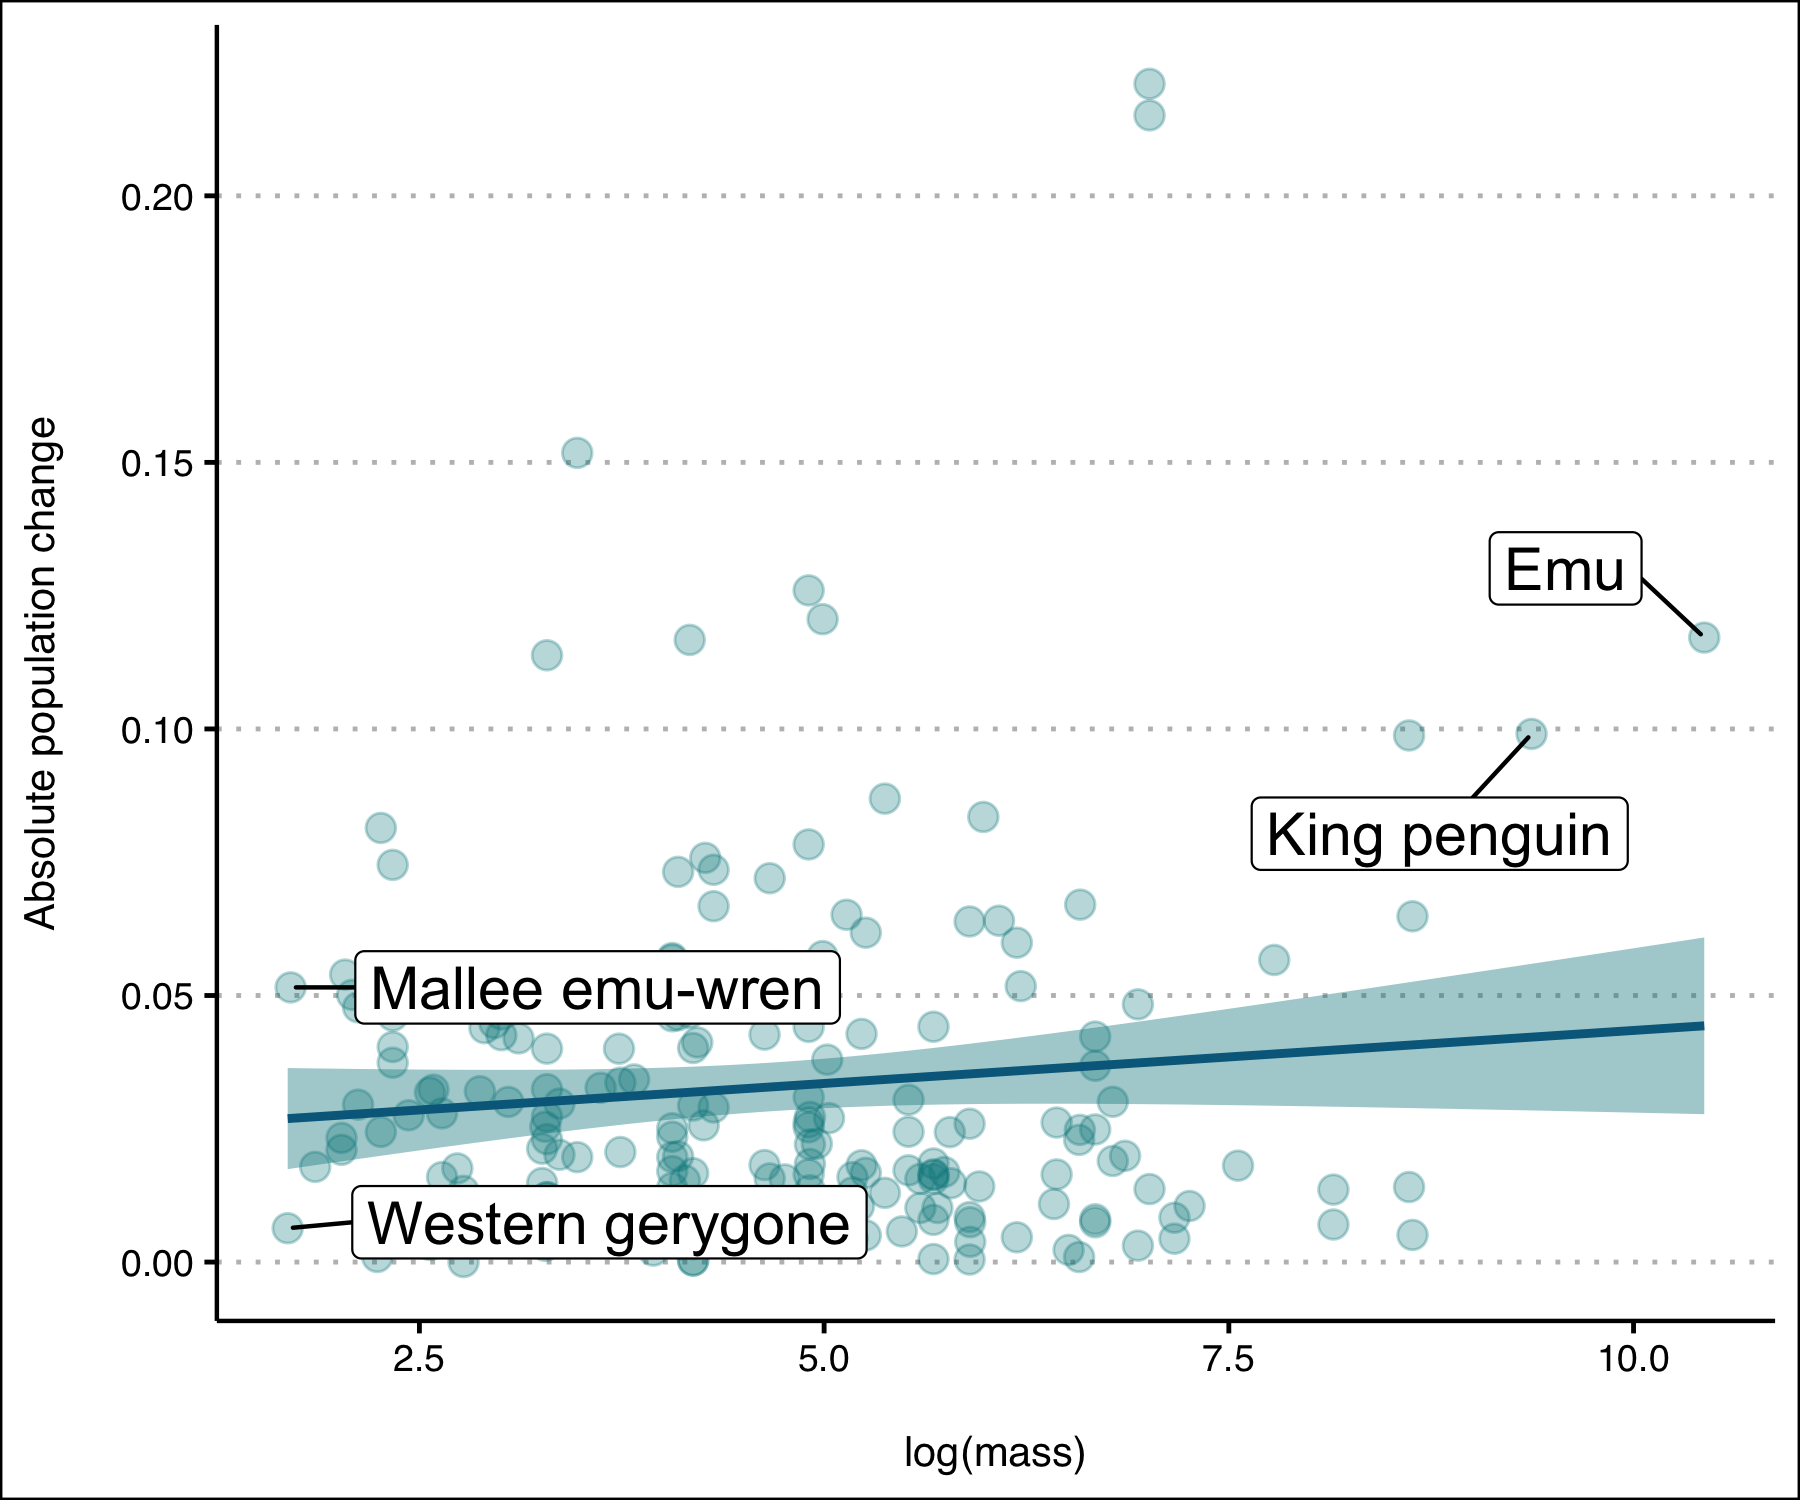 0.20
0.15
0.10
0.05
0.00
Absolute population change
Emu
King penguin
Mallee emu-wren
Western gerygone
2.5
5.0
7.5
10.0
log(mass)